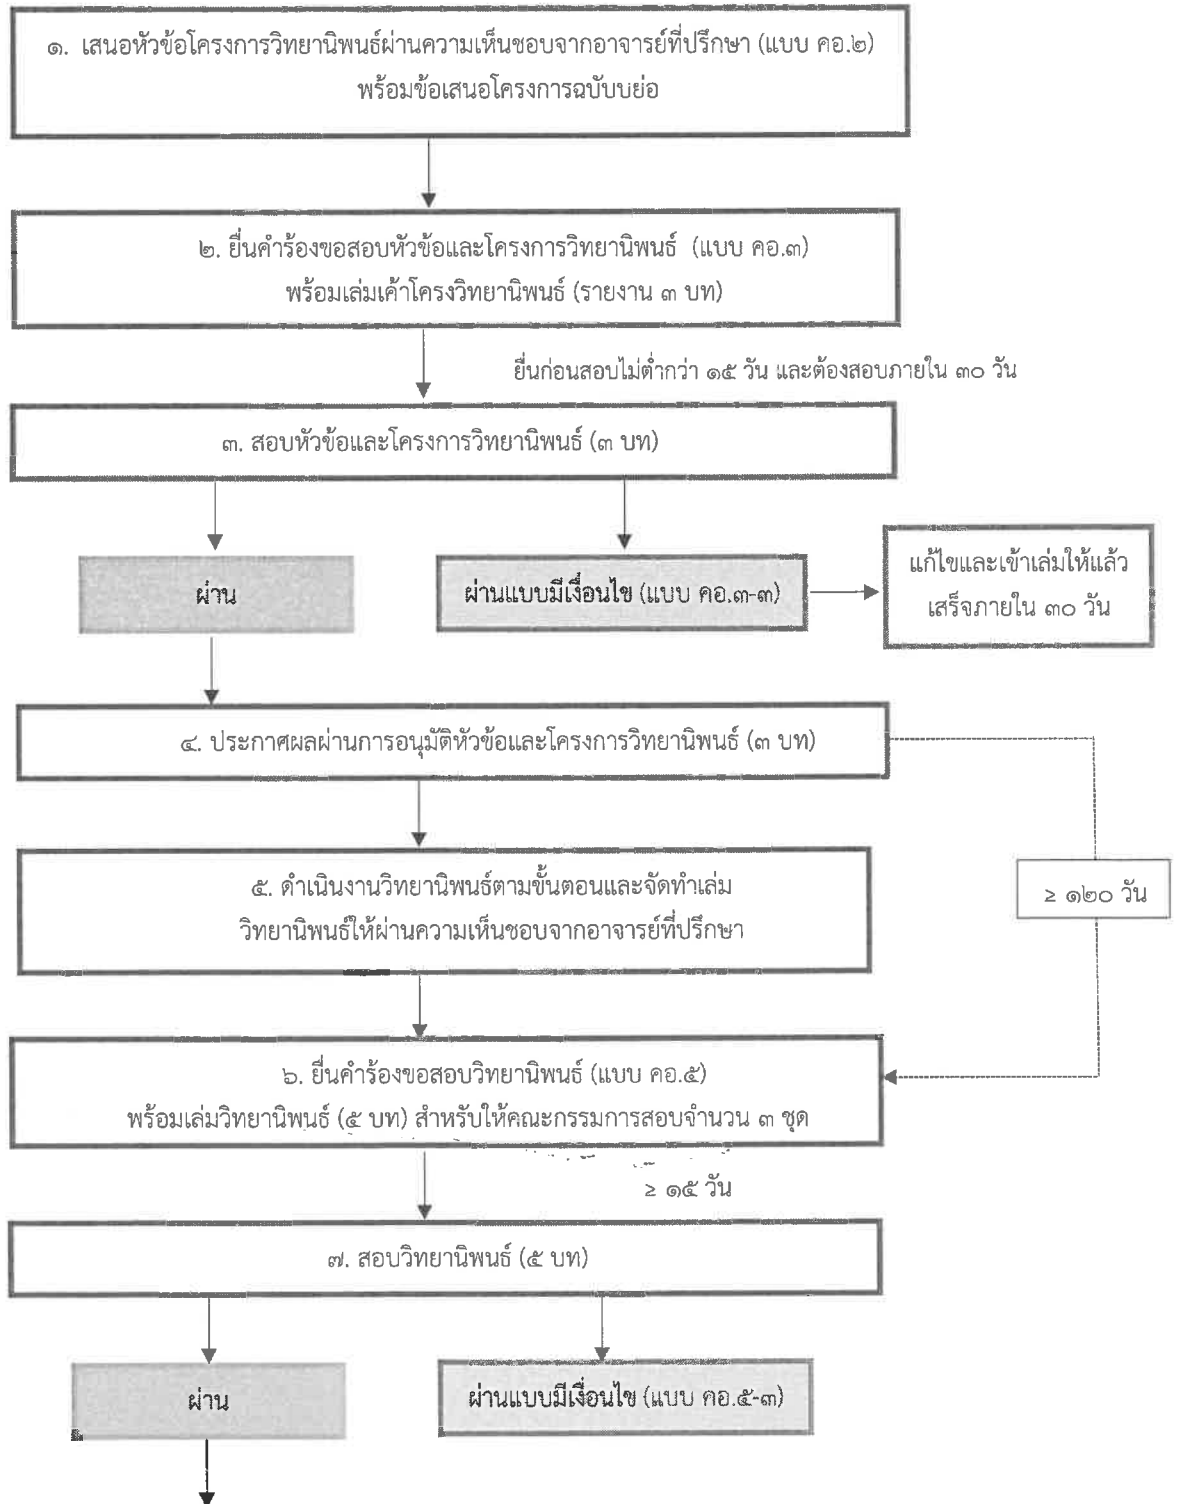 ๑. เสนอหัวข้อโครงการวิทยานิพนธ์ผ่านความเห็นชอบจากอาจารย์ที่ปรึกษา (แบบ คอ.๒)
พร้อมข้อเสนอโครงการฉบับบย่อ
๒. ยื่นคำร้องขอสอบหัวข้อและโครงการวิทยานิพนธ์ (แบบ คอ.๓)
พร้อมเล่มเค้าโครงวิทยานิพนธ์ (รายงาน ๓ บท)
ยื่นก่อนสอบไม่ต่ำกว่า ๑๕ วัน และต้องสอบภายใน ๓๐ วัน
๓. สอบหัวข้อและโครงการวิทยานิพนธ์ (๓ บท)
ผ่าน
ผ่านแบบมีเงื่อนไข (แบบ คอ.๓-๓)
แก้ไขและเข้าเล่มให้แล้ว
เสร็จภายใน ๓๐ วัน
๔. ประกาศผลผ่านการอนุมัติหัวข้อและโครงการวิทยานิพนธ์ (๓ บท)
๕. ดำเนินงานวิทยานิพนธ์ตามขั้นตอนและจัดทำเล่ม
วิทยานิพนธ์ให้ผ่านความเห็นชอบจากอาจารย์ที่ปรึกษา
≥ ๑๒๐ วัน
๖. ยื่นคำร้องขอสอบวิทยานิพนธ์ (แบบ คอ.๕)
พร้อมเล่มวิทยานิพนธ์ (๕ บท) สำหรับให้คณะกรรมการสอบจำนวน ๓ ชุด
≥ ๑๕ วัน
๗. สอบวิทยานิพนธ์ (๕ บท)
ผ่าน
ผ่านแบบมีเงื่อนไข (แบบ คอ.๕-๓)